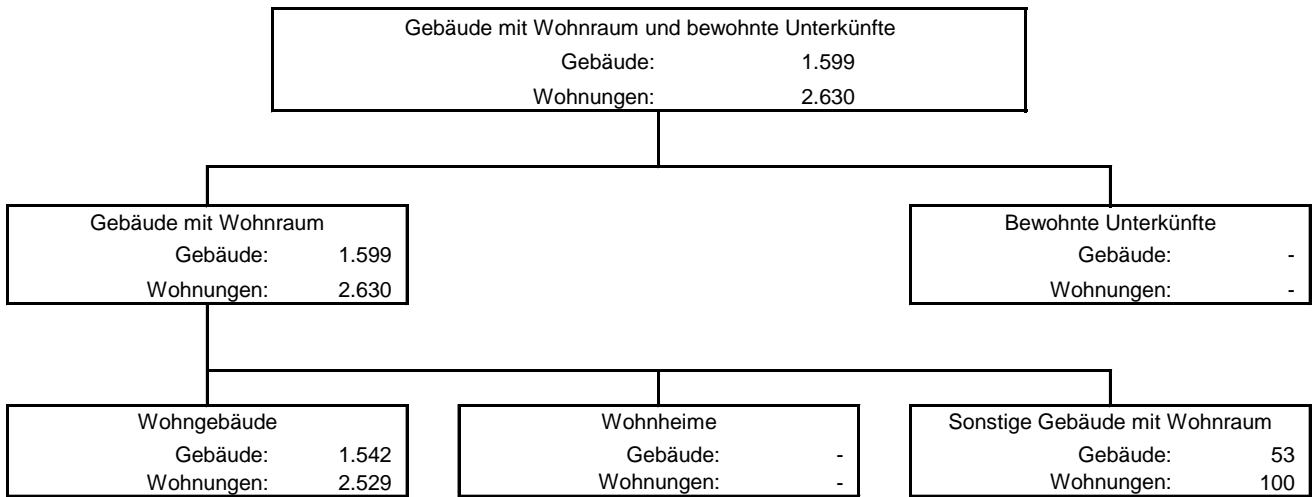 Gebäude mit Wohnraum und bewohnte Unterkünfte
Gebäude: 1.599
Wohnungen: 2.630
Gebäude mit Wohnraum
Gebäude: 1.599
Wohnungen: 2.630
Bewohnte Unterkünfte
Gebäude: -
Wohnungen: -
Wohngebäude
Gebäude: 1.542
Wohnungen: 2.529
Wohnheime
Gebäude: -
Wohnungen: -
Sonstige Gebäude mit Wohnraum
Gebäude: 53
Wohnungen: 100